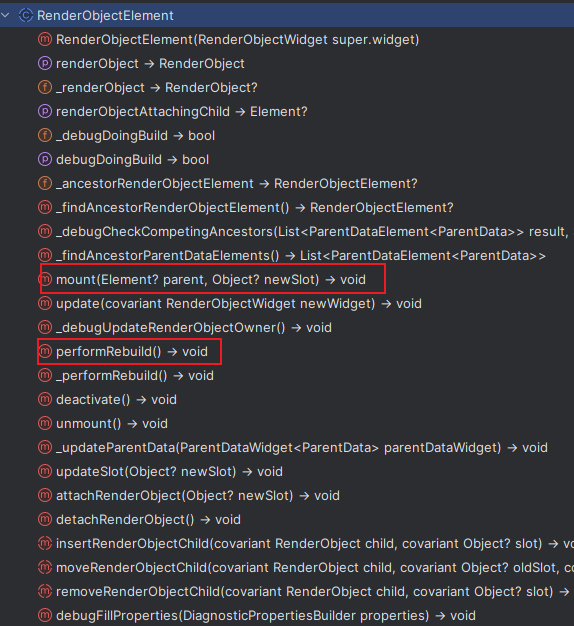 RenderObjectElement
RenderObjectElement(RenderObjectWidget super.widget)
renderObject → RenderObject
_renderObject → RenderObject?
renderObjectAttachingChild → Element?
_debugDoingBuild → bool
debugDoingBuild → bool
_ancestorRenderObjectElement → RenderObjectElement?
_findAncestorRenderObjectElement() → RenderObjectElement?
_debugCheckCompetingAncestors(List<ParentDataElement<ParentData>> result,
_findAncestorParentDataElements() → List<ParentDataElement<ParentData>>
mount(Element? parent, Object? newSlot) → void
update(covariant RenderObjectWidget newWidget) → void
_debugUpdateRenderObjectOwner() → void
performRebuild() → void
_performRebuild() → void
deactivate() → void
unmount() → void
_updateParentData(ParentDataWidget<ParentData> parentDataWidget) → void
updateSlot(Object? newSlot) → void
attachRenderObject(Object? newSlot) → void
detachRenderObject() → void
insertRenderObjectChild(covariant RenderObject child, covariant Object? slot) → vo
moveRenderObjectChild(covariant RenderObject child, covariant Object? oldSlot, co
removeRenderObjectChild(covariant RenderObject child, covariant Object? slot) →
debugFillProperties(DiagnosticPropertiesBuilder properties) → void